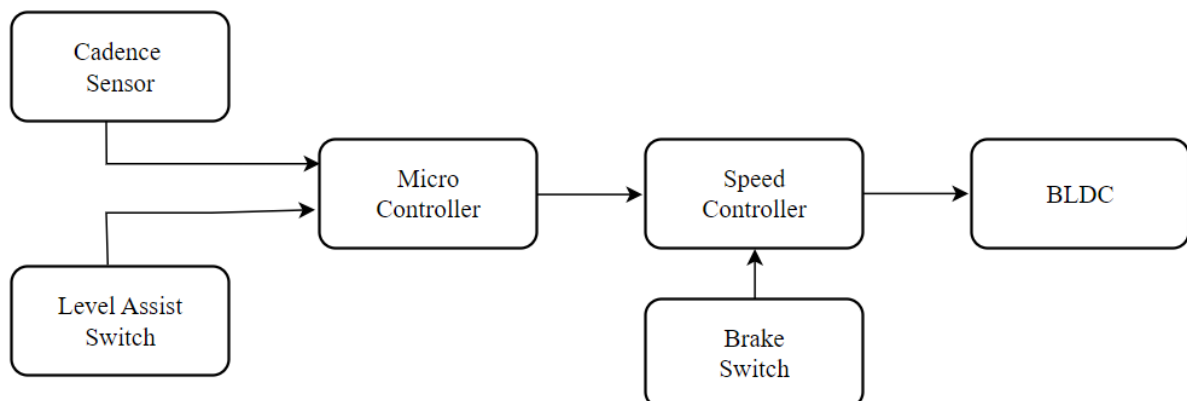 Cadence
Sensor
Micro
Controller
Speed
Controller
BLDC
Level Assist
Switch
Brake
Switch